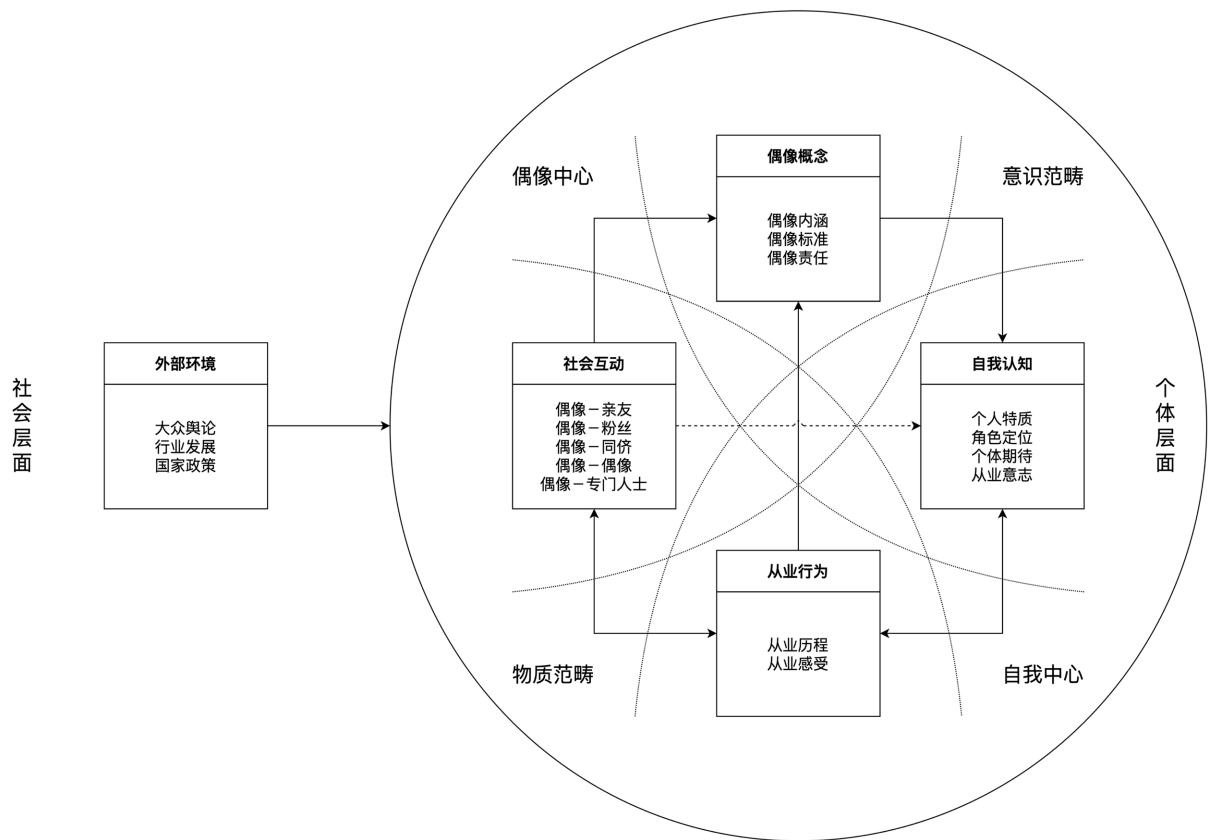 社会层面
外部环境
大众舆论
行业发展
国家政策
偶像中心
意识范畴
偶像概念
偶像内涵
偶像标准
偶像责任
社会互动
偶像－亲友
偶像－粉丝
偶像－同侪
偶像－偶像
偶像－专门人士
自我认知
个人特质
角色定位
个体期待
从业意志
个体层面
从业行为
从业历程
从业感受
物质范畴
自我中心